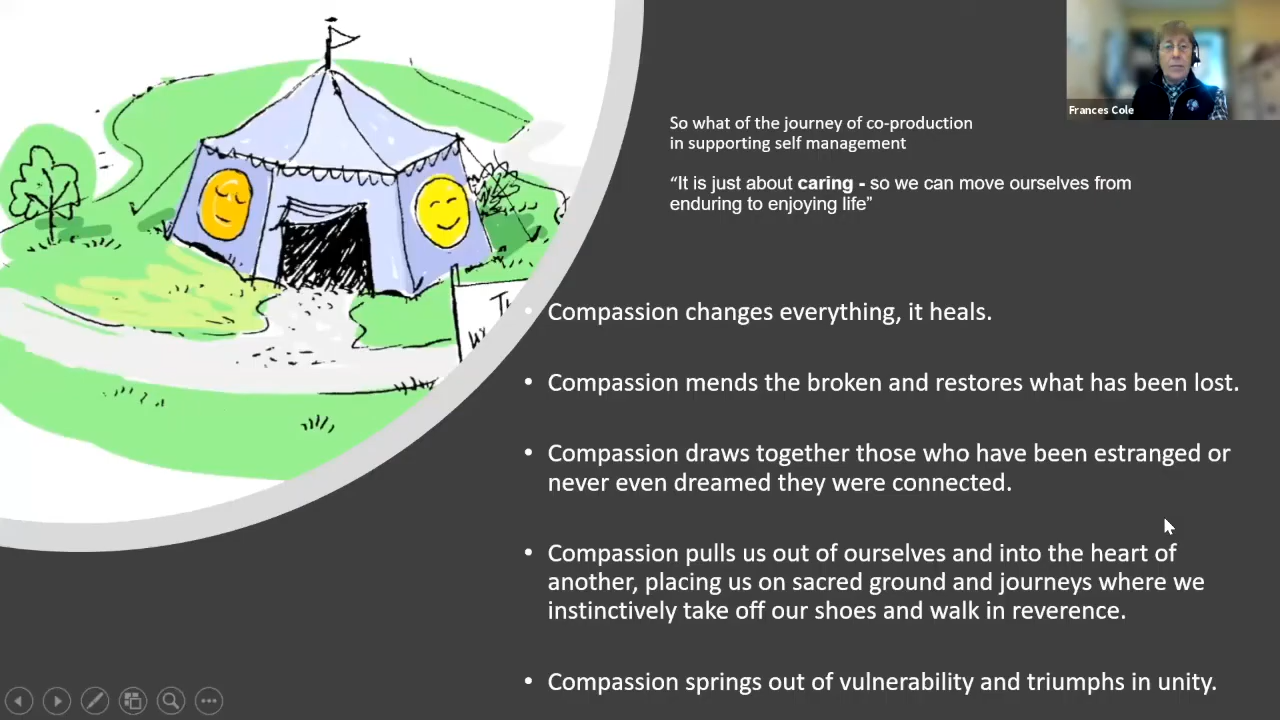 Frances Cole
So what of the journey of co-production
in supporting self management
“It is just about caring - so we can move ourselves from
enduring to enjoying life”
• Compassion changes everything, it heals.
• Compassion mends the broken and restores what has been lost.
• Compassion draws together those who have been estranged or
never even dreamed they were connected.
• Compassion pulls us out of ourselves and into the heart of
another, placing us on sacred ground and journeys where we
instinctively take off our shoes and walk in reverence.
• Compassion springs out of vulnerability and triumphs in unity.